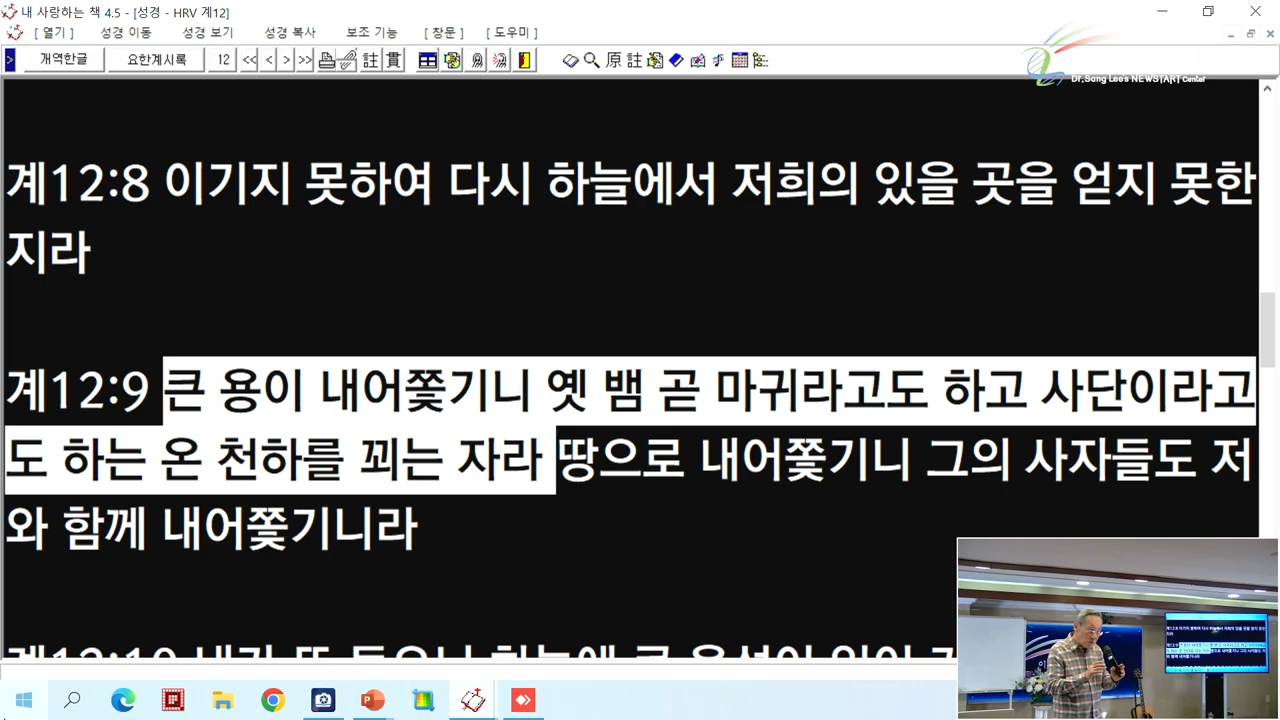 내 사랑하는 책 4.5 - [성경 - HRV 계12]
[ 열기 ] 성경 이동 성경 보기 성경 복사 보조 기능 [ 창문 ] [ 도우미 ]
개역한글 요한계시록 12 << < > >> 註 貫 原 註
Dr.Sang Lee's NEWSTART Center
계12:8 이기지 못하여 다시 하늘에서 저희의 있을 곳을 얻지 못한
지라
계12:9 큰 용이 내어쫓기니 옛 뱀 곧 마귀라고도 하고 사단이라고
도 하는 온 천하를 꾀는 자라 땅으로 내어쫓기니 그의 사자들도 저
와 함께 내어쫓기니라